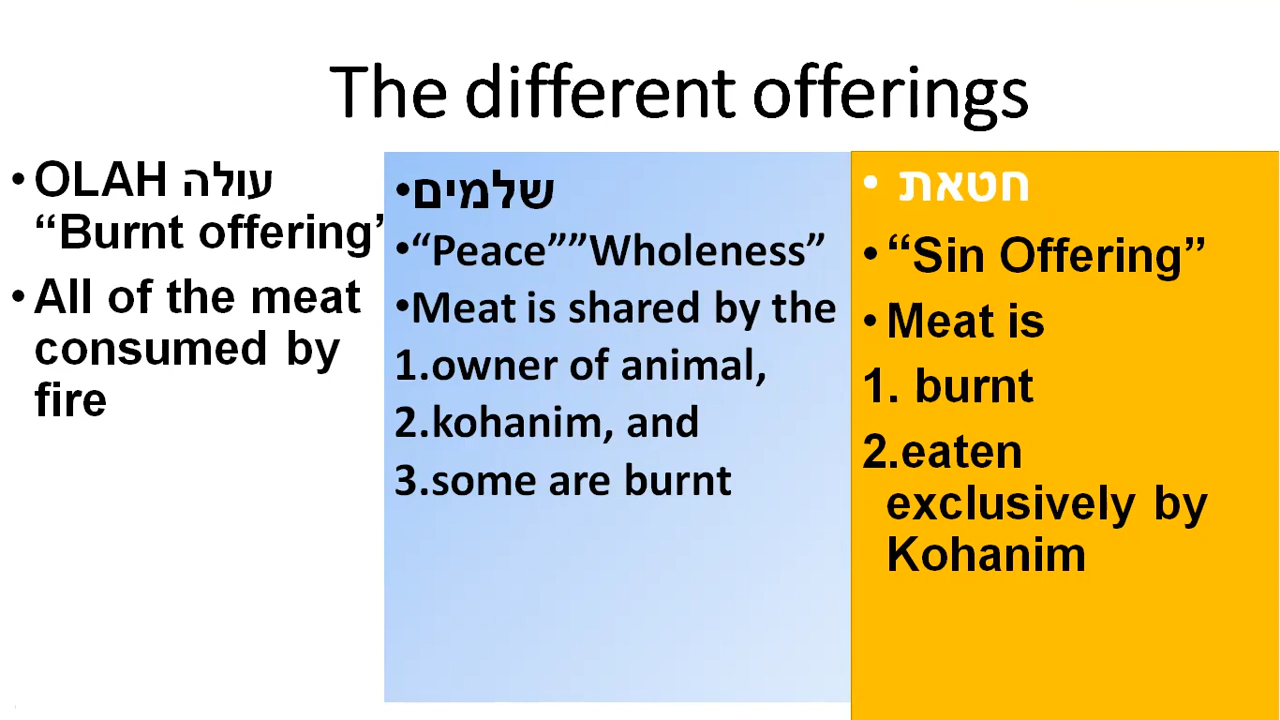 The different offerings
• OLAH עולה
“Burnt offering”
• All of the meat
consumed by
fire
•שלמים
•“Peace””Wholeness”
•Meat is shared by the
1.owner of animal,
2.kohanim, and
3.some are burnt
• חטאת
• “Sin Offering”
• Meat is
1. burnt
2.eaten
exclusively by
Kohanim